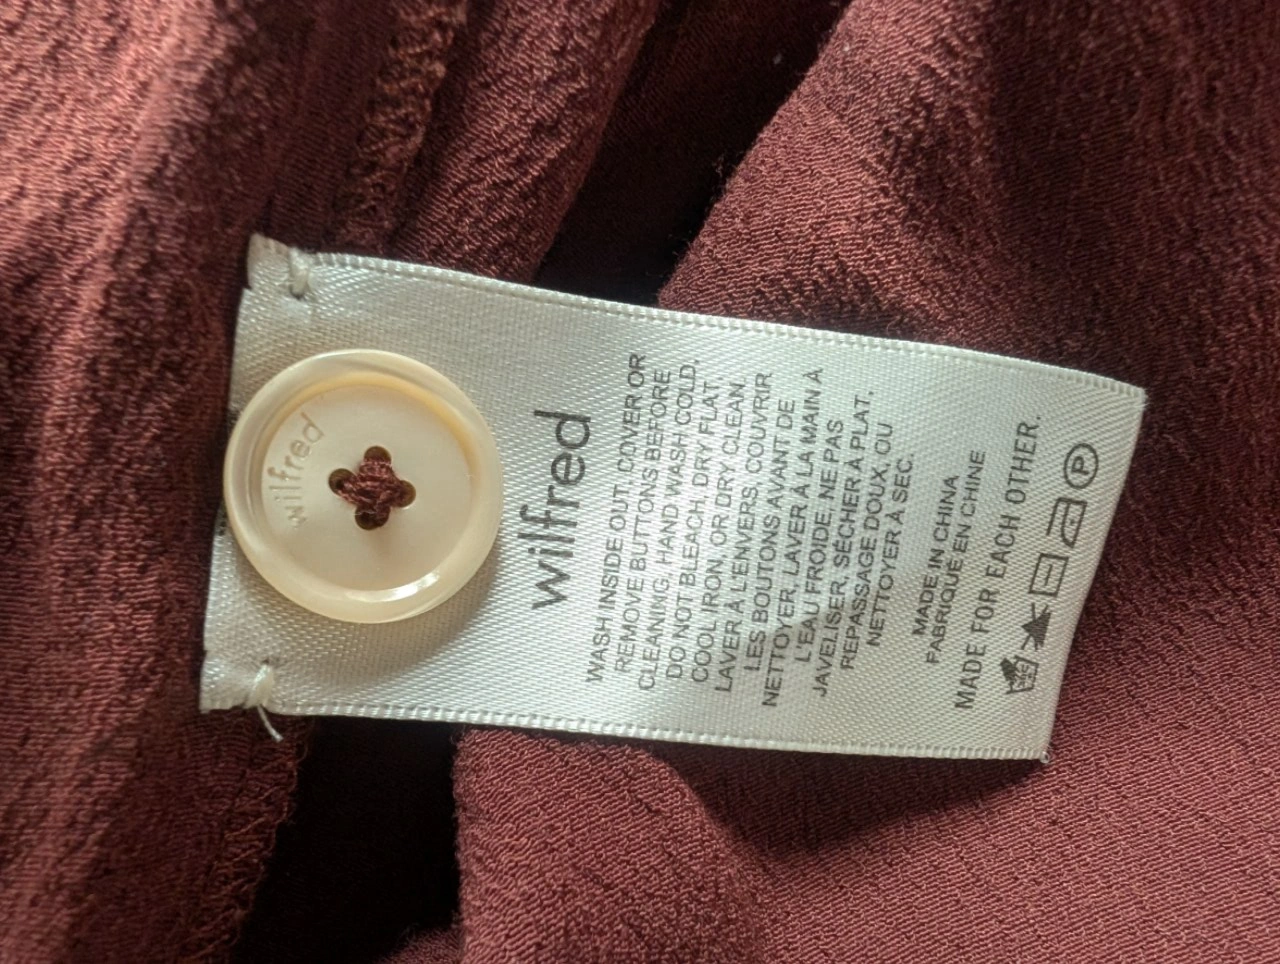 wilfred
wilfred
WASH INSIDE OUT. COVER OR
REMOVE BUTTONS BEFORE
CLEANING, HAND WASH COLD,
DO NOT BLEACH, DRY FLAT,
COOL IRON, OR DRY CLEAN.
LAVER À L'ENVERS. COUVRIR
LES BOUTONS AVANT DE
NETTOYER, LAVER À LA MAIN À
L'EAU FROIDE, NE PAS
JAVELISER, SÉCHER À PLAT,
REPASSAGE DOUX, OU
NETTOYER À SEC.
MADE IN CHINA
FABRIQUÉ EN CHINE
MADE FOR EACH OTHER.
P